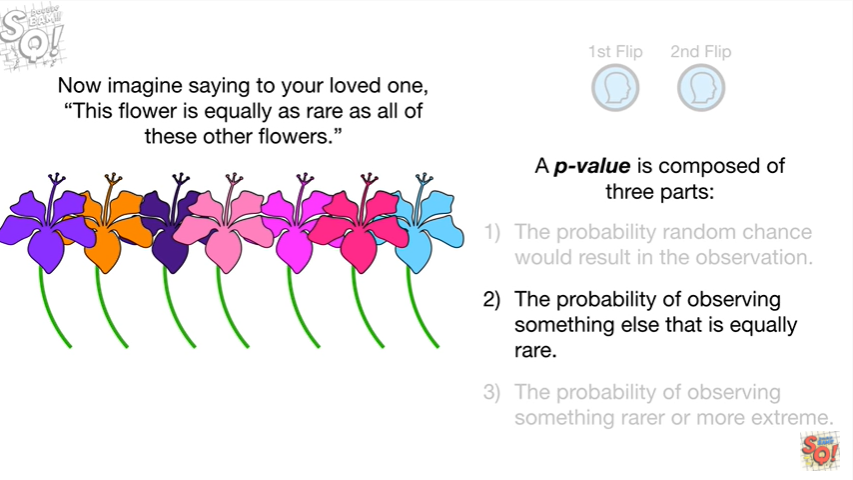 SQ!
Now imagine saying to your loved one,
“This flower is equally as rare as all of
these other flowers.”
1st Flip 2nd Flip
A p-value is composed of
three parts:
1) The probability random chance
would result in the observation.
2) The probability of observing
something else that is equally
rare.
3) The probability of observing
something rarer or more extreme.
SQ!